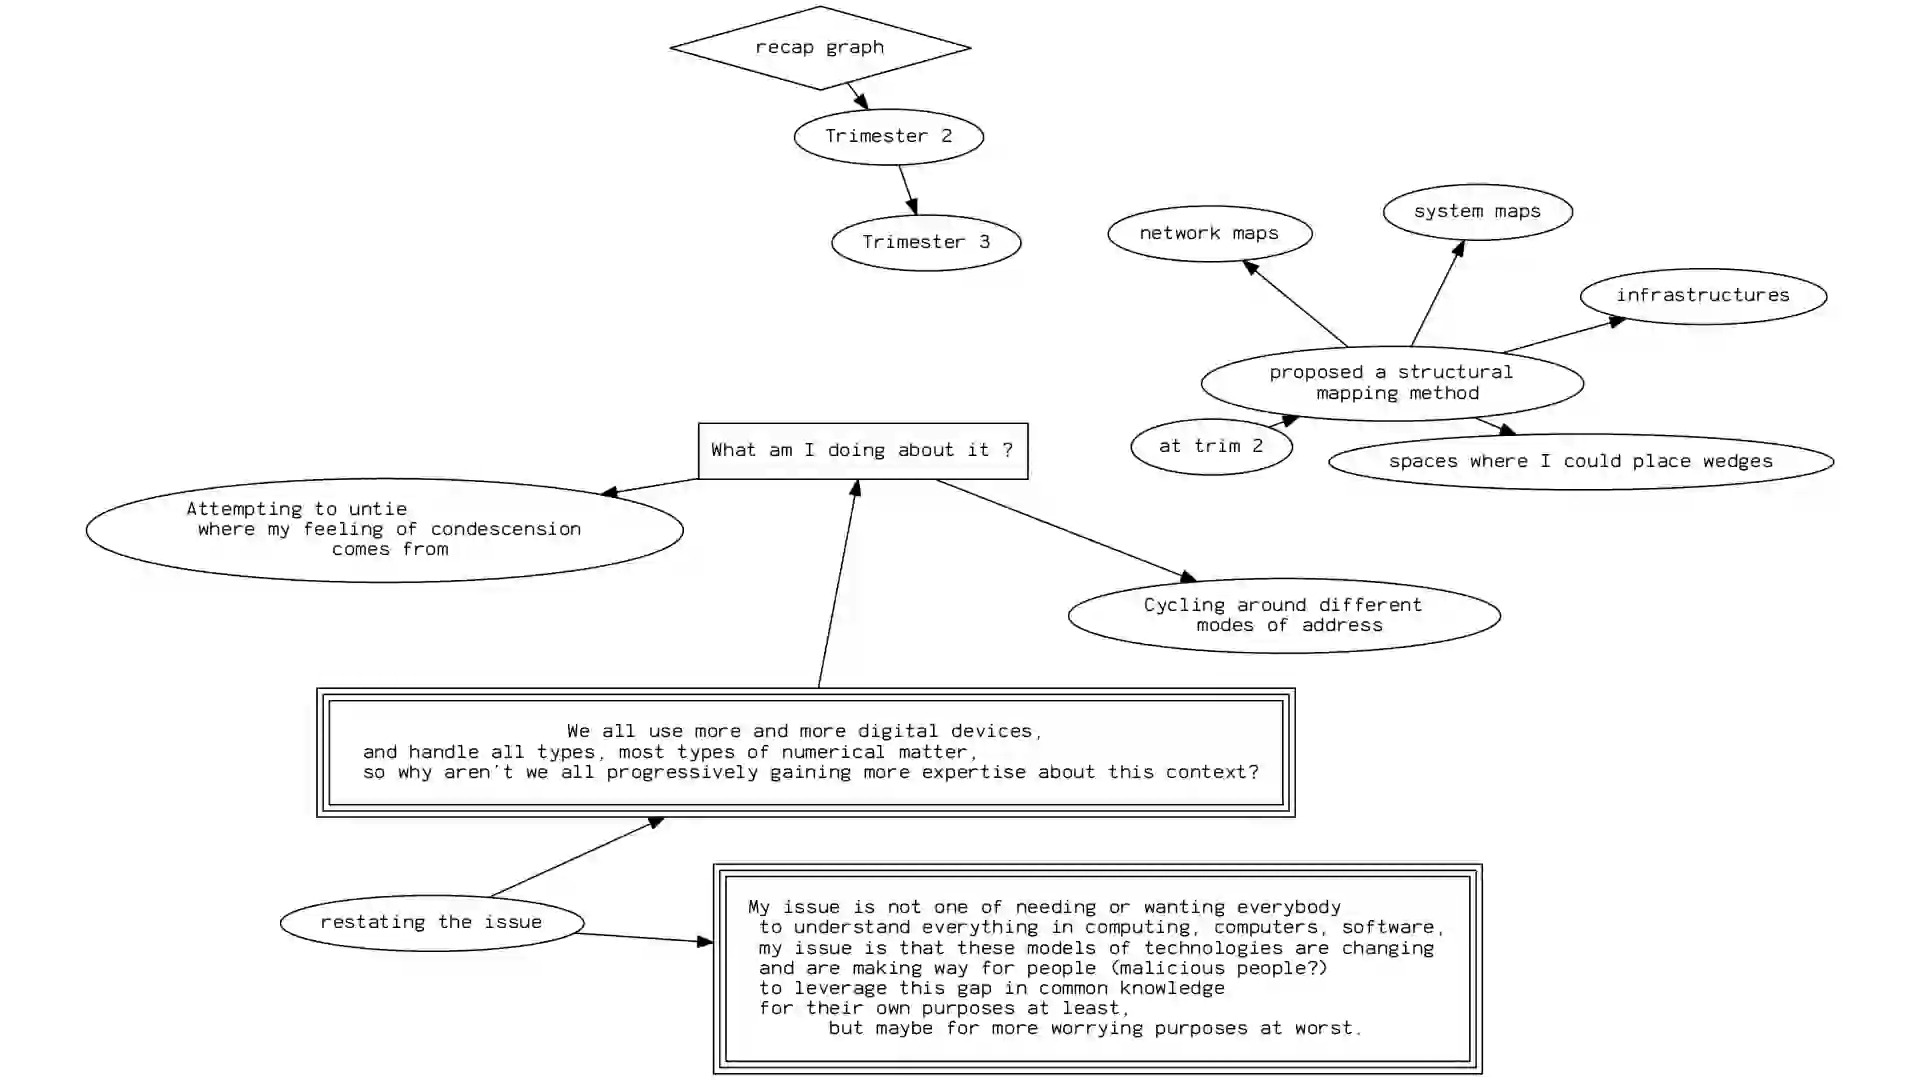 recap graph
Trimester 2
Trimester 3
system maps
network maps
infrastructures
proposed a structural
mapping method
at trim 2
spaces where I could place wedges
What am I doing about it ?
Attempting to untie
where my feeling of condescension
comes from
Cycling around different
modes of address
We all use more and more digital devices,
and handle all types, most types of numerical matter,
so why aren't we all progressively gaining more expertise about this context?
restating the issue
My issue is not one of needing or wanting everybody
to understand everything in computing, computers, software,
my issue is that these models of technologies are changing
and are making way for people (malicious people?)
to leverage this gap in common knowledge
for their own purposes at least,
but maybe for more worrying purposes at worst.